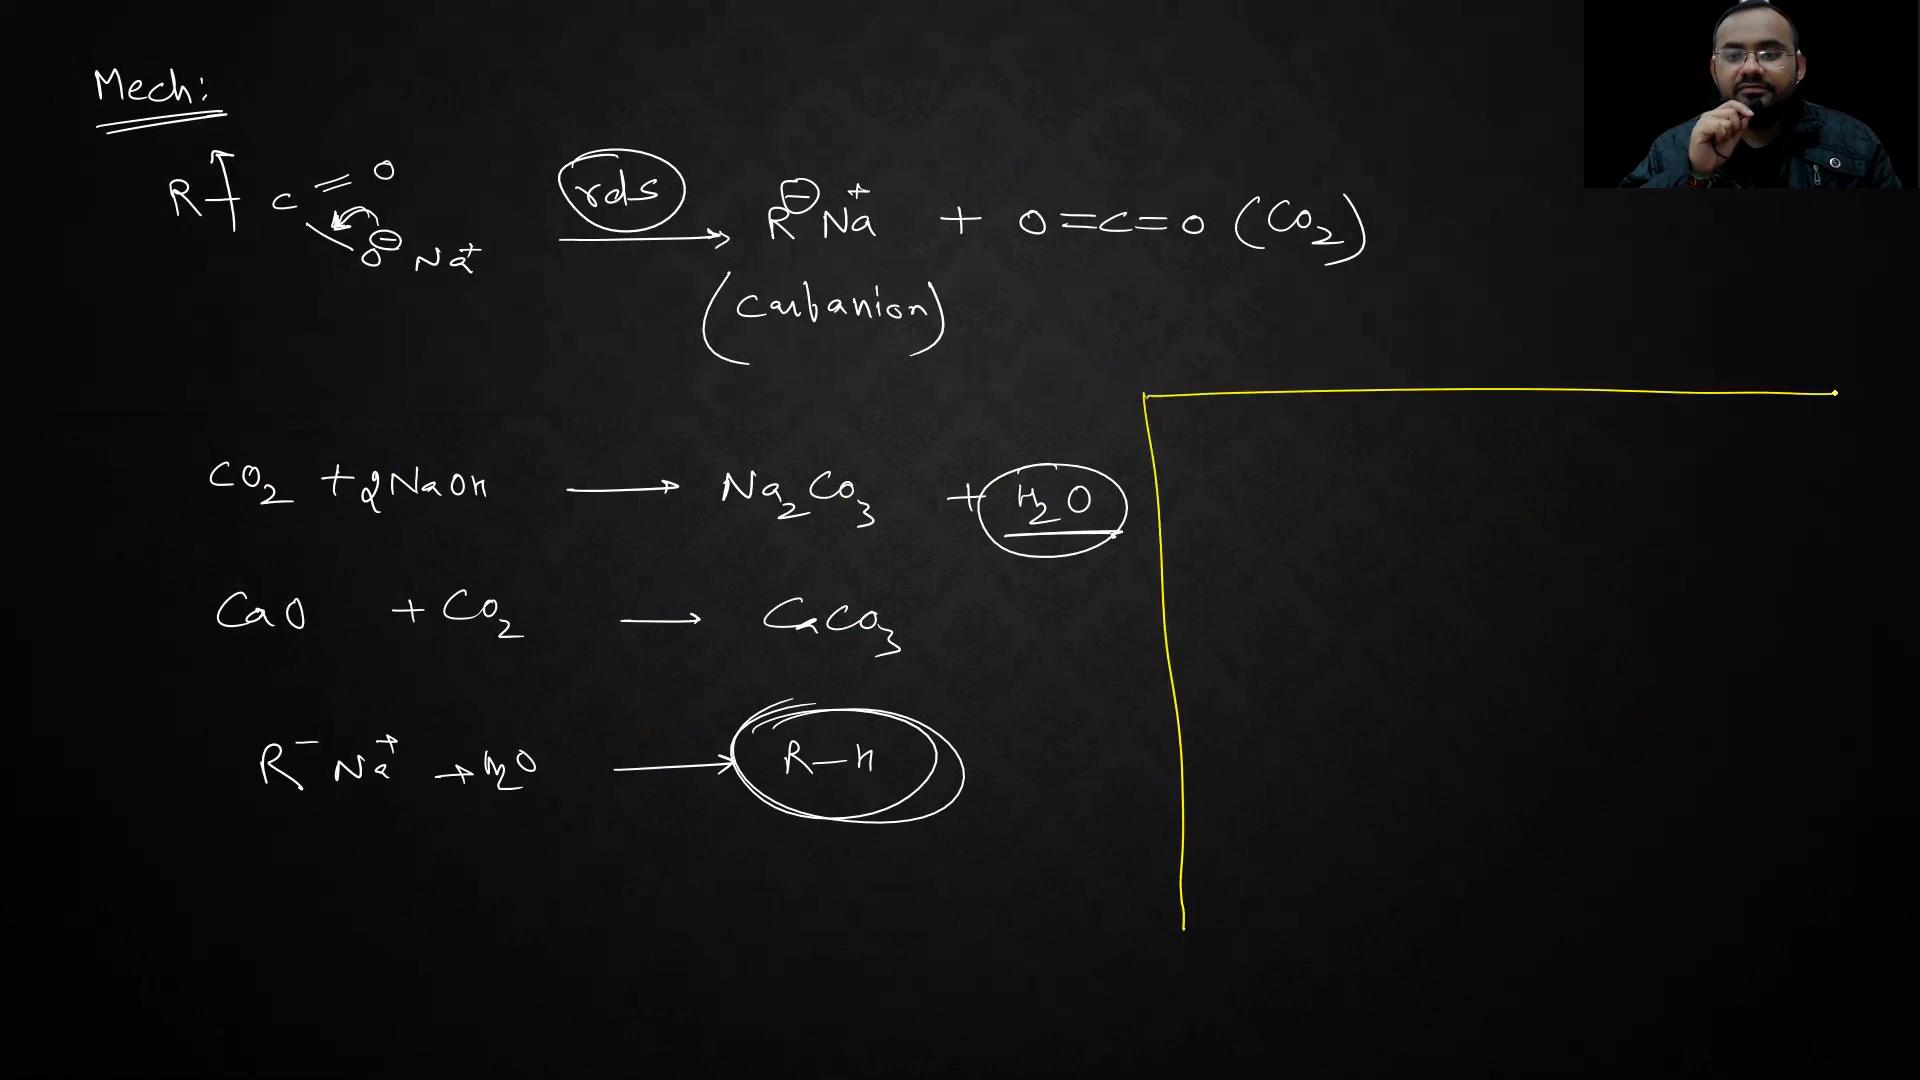 Mech:
R - C = O O⊖ Na⁺ rds → R⊖ Na⁺ + O=C=O (CO₂)
(Carbanion)
CO₂ + 2NaOH → Na₂CO₃ + H₂O
CaO + CO₂ → CaCO₃
R⁻ Na⁺ + H₂O → R—H